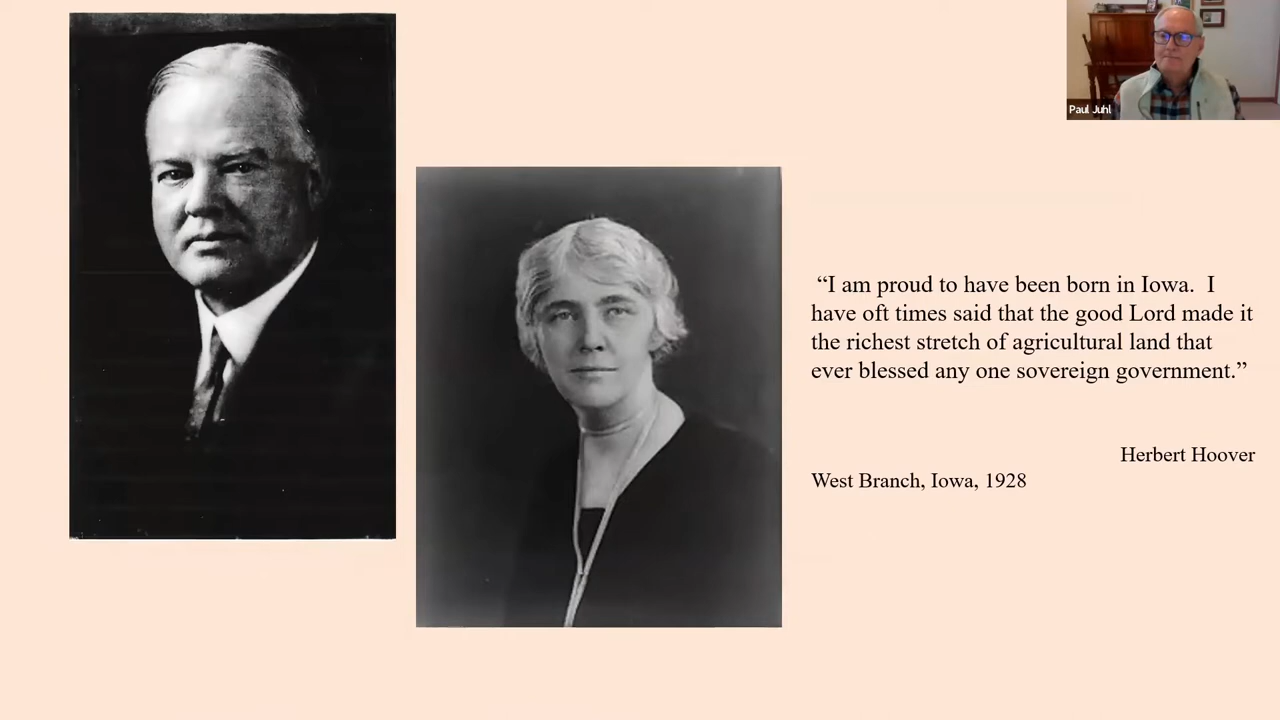 Paul Juhl
“I am proud to have been born in Iowa.  I
have oft times said that the good Lord made it
the richest stretch of agricultural land that
ever blessed any one sovereign government.”
Herbert Hoover
West Branch, Iowa, 1928